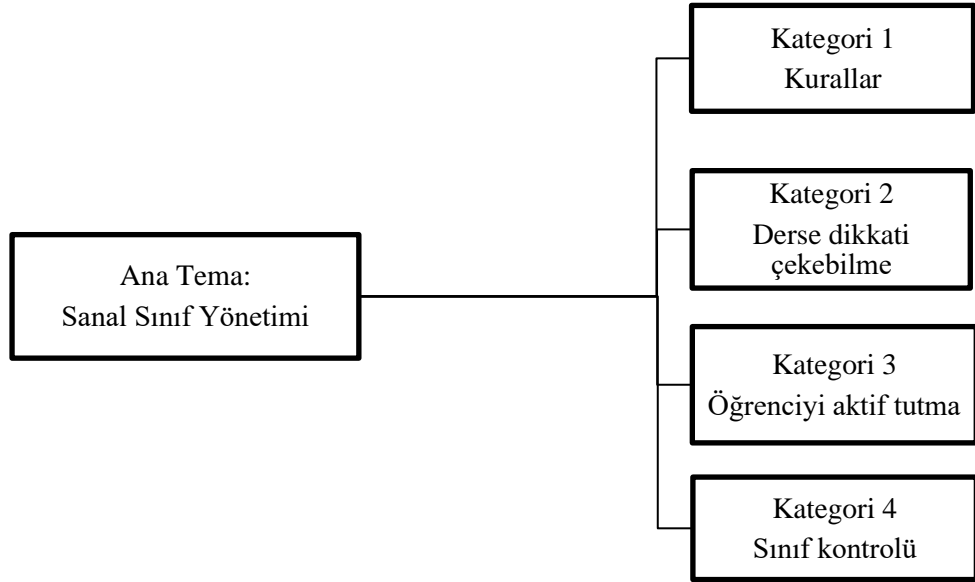 Ana Tema:
Sanal Sınıf Yönetimi
Kategori 1
Kurallar
Kategori 2
Derse dikkati
çekebilme
Kategori 3
Öğrenciyi aktif tutma
Kategori 4
Sınıf kontrolü